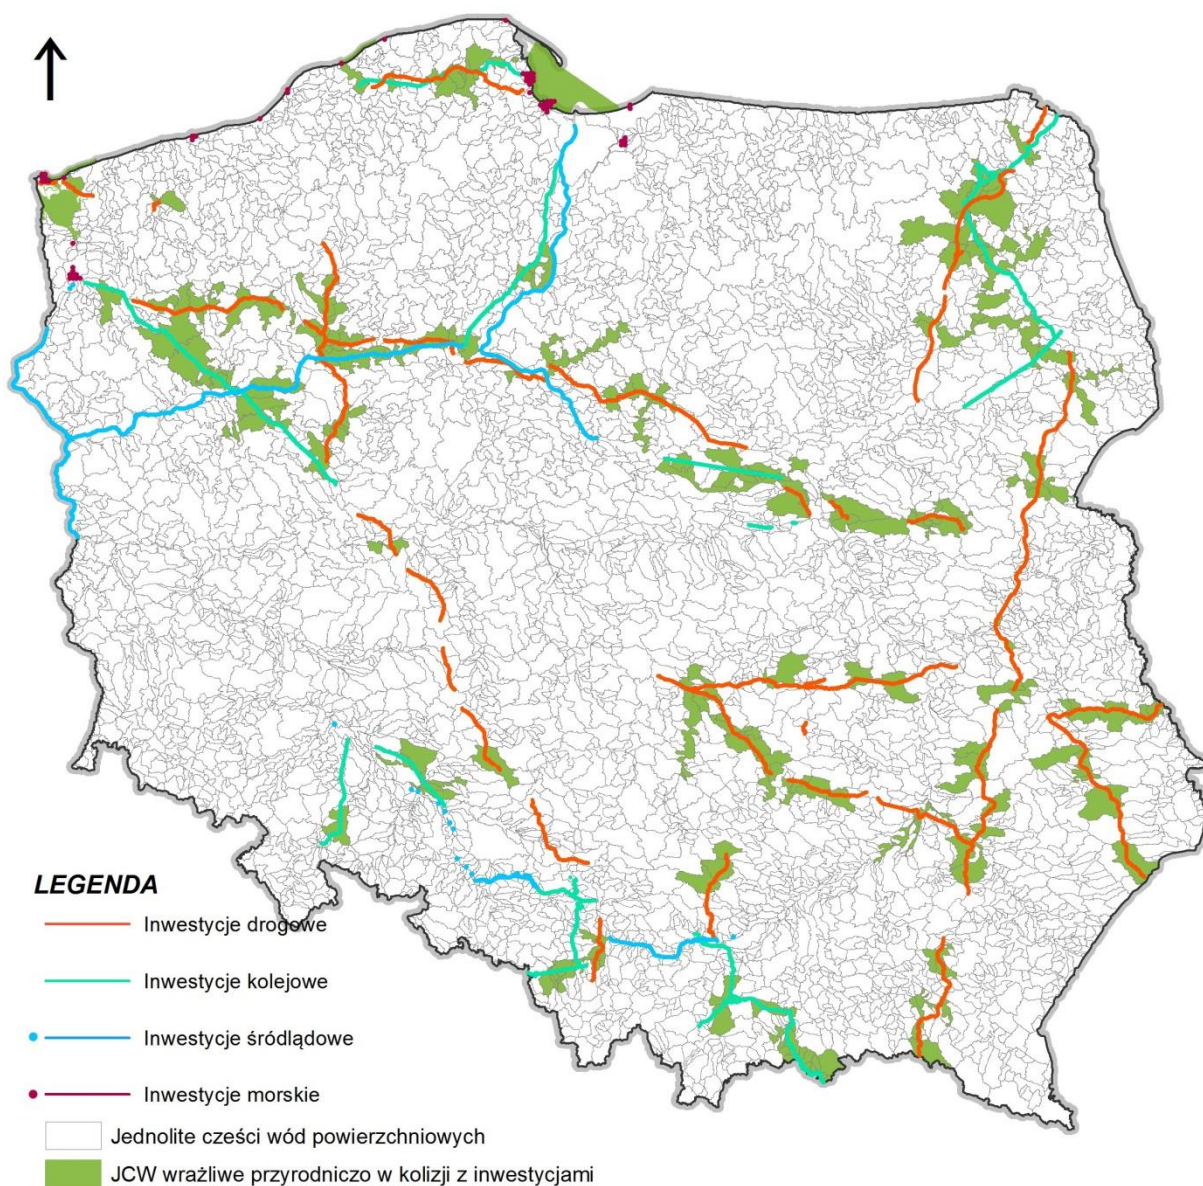 LEGENDA
Inwestycje drogowe
Inwestycje kolejowe
Inwestycje śródlądowe
Inwestycje morskie
Jednolite cześci wód powierzchniowych
JCW wrażliwe przyrodniczo w kolizji z inwestycjami